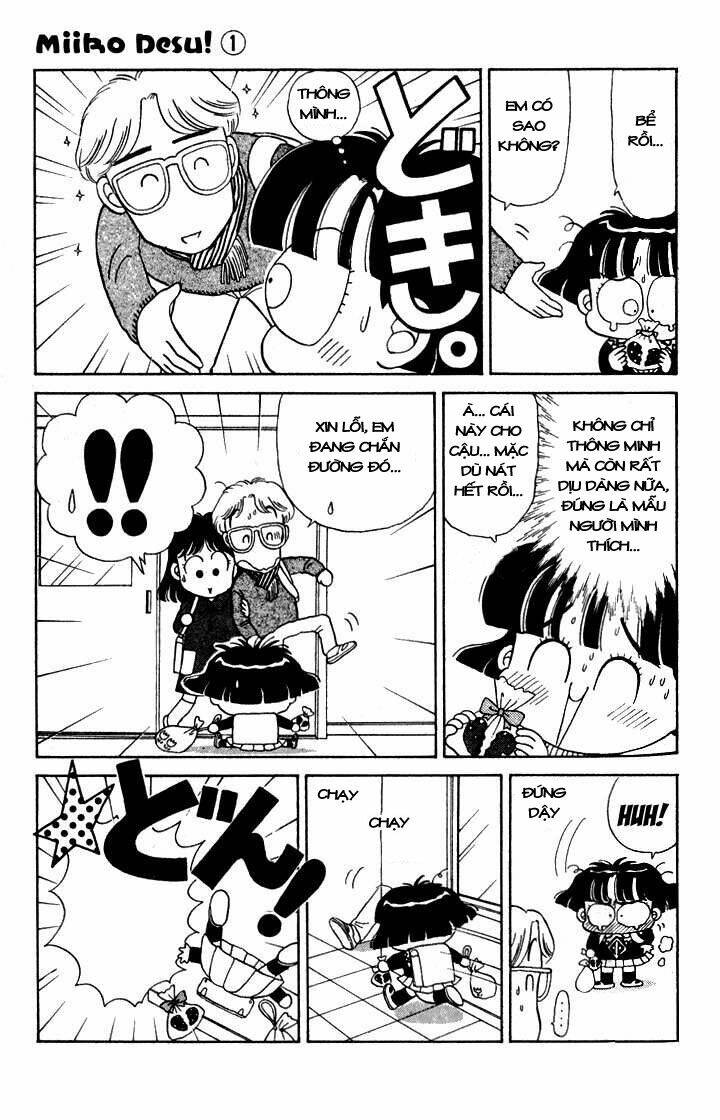 Miiko Desu! ①
BỂ
RỒI...
EM CÓ
SAO
KHÔNG?
THÔNG
MÌNH...
どきん。
KHÔNG CHỈ
THÔNG MINH
MÀ CÒN RẤT
DỊU DÀNG NỮA,
ĐÚNG LÀ MẪU
NGƯỜI MÌNH
THÍCH...
À... CÁI
NÀY CHO
CẬU... MẶC
DÙ NÁT
HẾT RỒI...
XIN LỖI, EM
ĐANG CHẮN
ĐƯỜNG ĐÓ...
!!
HUH!
ĐỨNG
DẬY
....
CHẠY
CHẠY
どん!